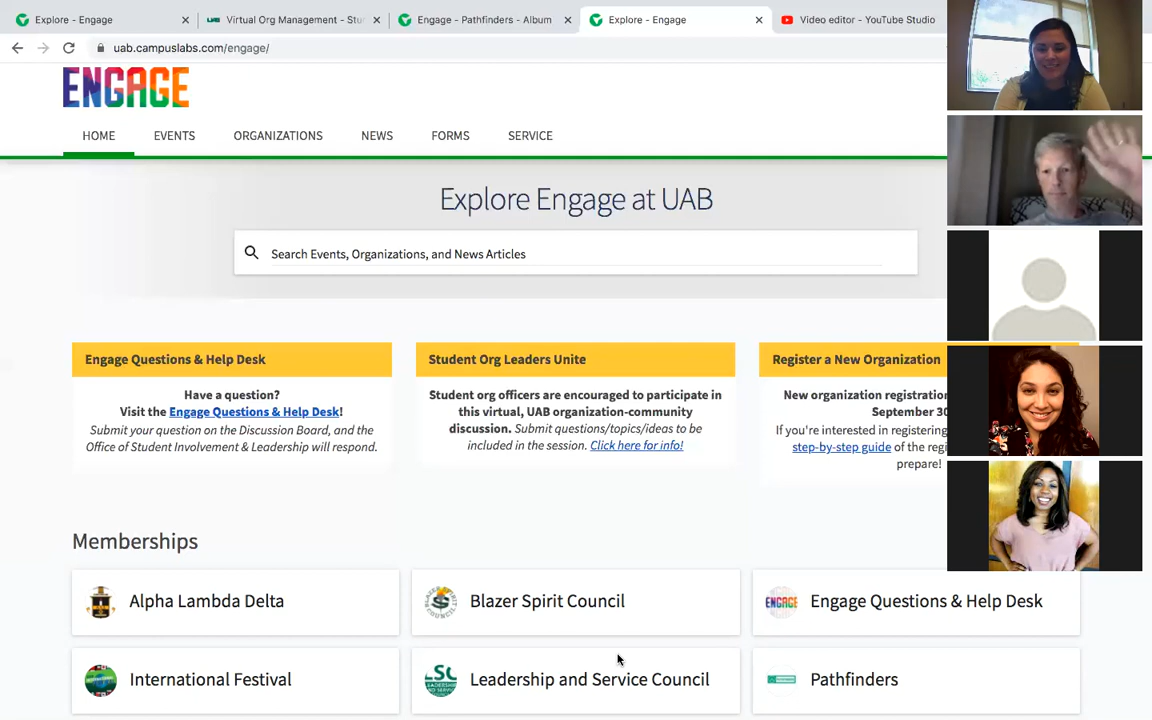 Explore - Engage
Virtual Org Management - Stu
Engage - Pathfinders - Album
Explore - Engage
Video editor - YouTube Studio
uab.campuslabs.com/engage/
ENGAGE
HOME EVENTS ORGANIZATIONS NEWS FORMS SERVICE
Explore Engage at UAB
Search Events, Organizations, and News Articles
Engage Questions & Help Desk
Have a question?
Visit the Engage Questions & Help Desk!
Submit your question on the Discussion Board, and the
Office of Student Involvement & Leadership will respond.
Student Org Leaders Unite
Student org officers are encouraged to participate in
this virtual, UAB organization-community
discussion. Submit questions/topics/ideas to be
included in the session. Click here for info!
Register a New Organization
New organization registration
September 30
If you're interested in registering
step-by-step guide of the regi
prepare!
Memberships
Alpha Lambda Delta
Blazer Spirit Council
Engage Questions & Help Desk
International Festival
Leadership and Service Council
Pathfinders